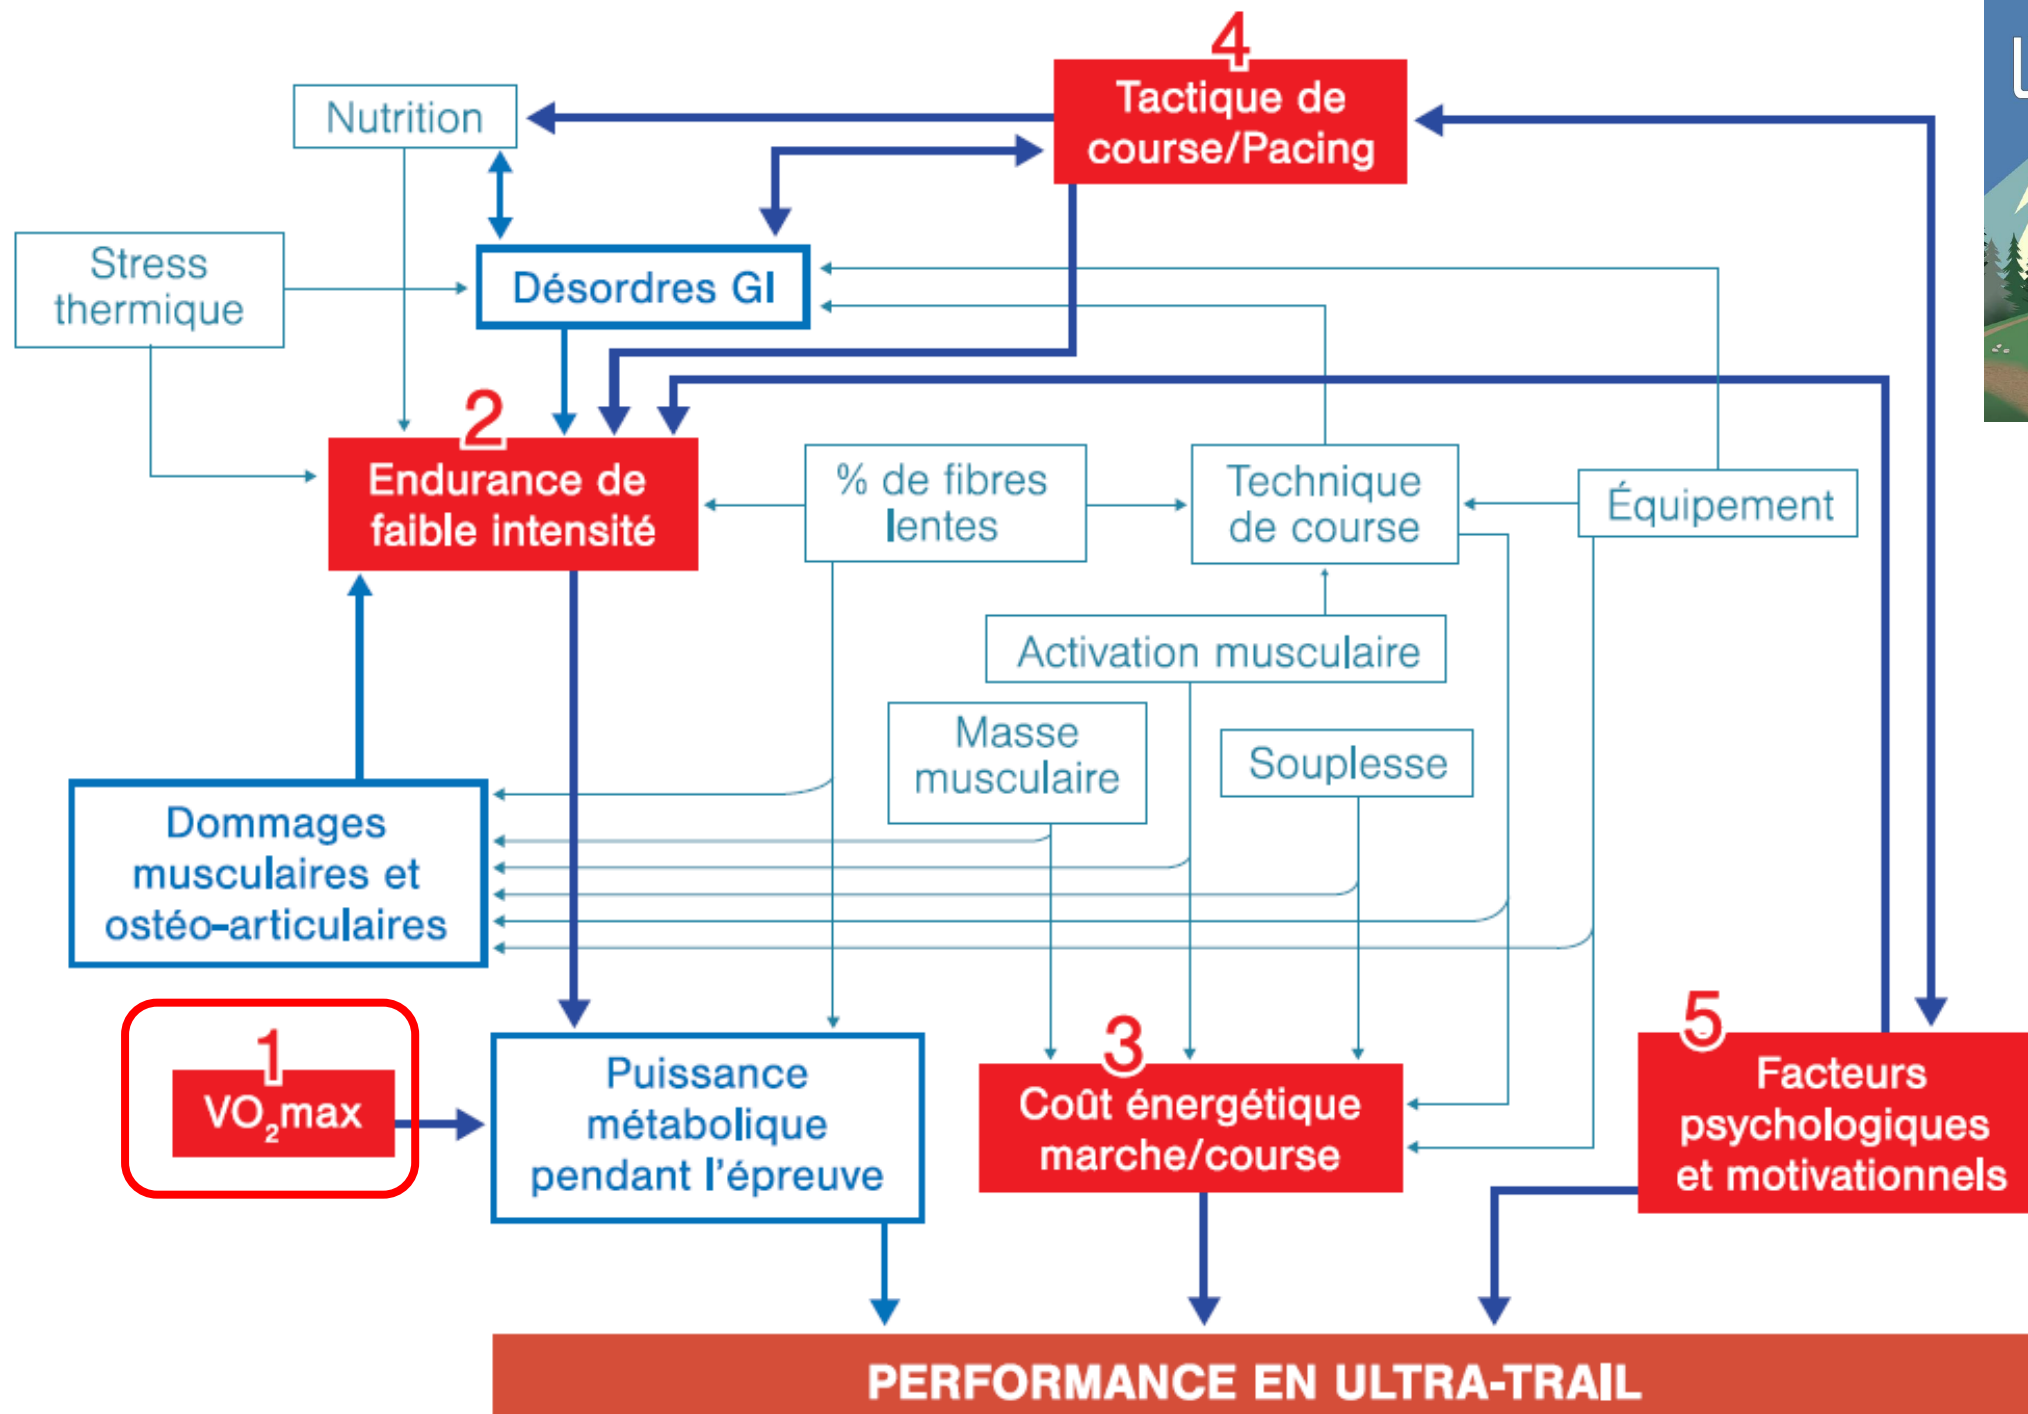 4
Tactique de
course/Pacing
Nutrition
Stress
thermique
Désordres GI
2
Endurance de
faible intensité
% de fibres
lentes
Technique
de course
Équipement
Activation musculaire
Masse
musculaire
Souplesse
Dommages
musculaires et
ostéo-articulaires
1
VO₂max
Puissance
métabolique
pendant l'épreuve
3
Coût énergétique
marche/course
5
Facteurs
psychologiques
et motivationnels
PERFORMANCE EN ULTRA-TRAIL